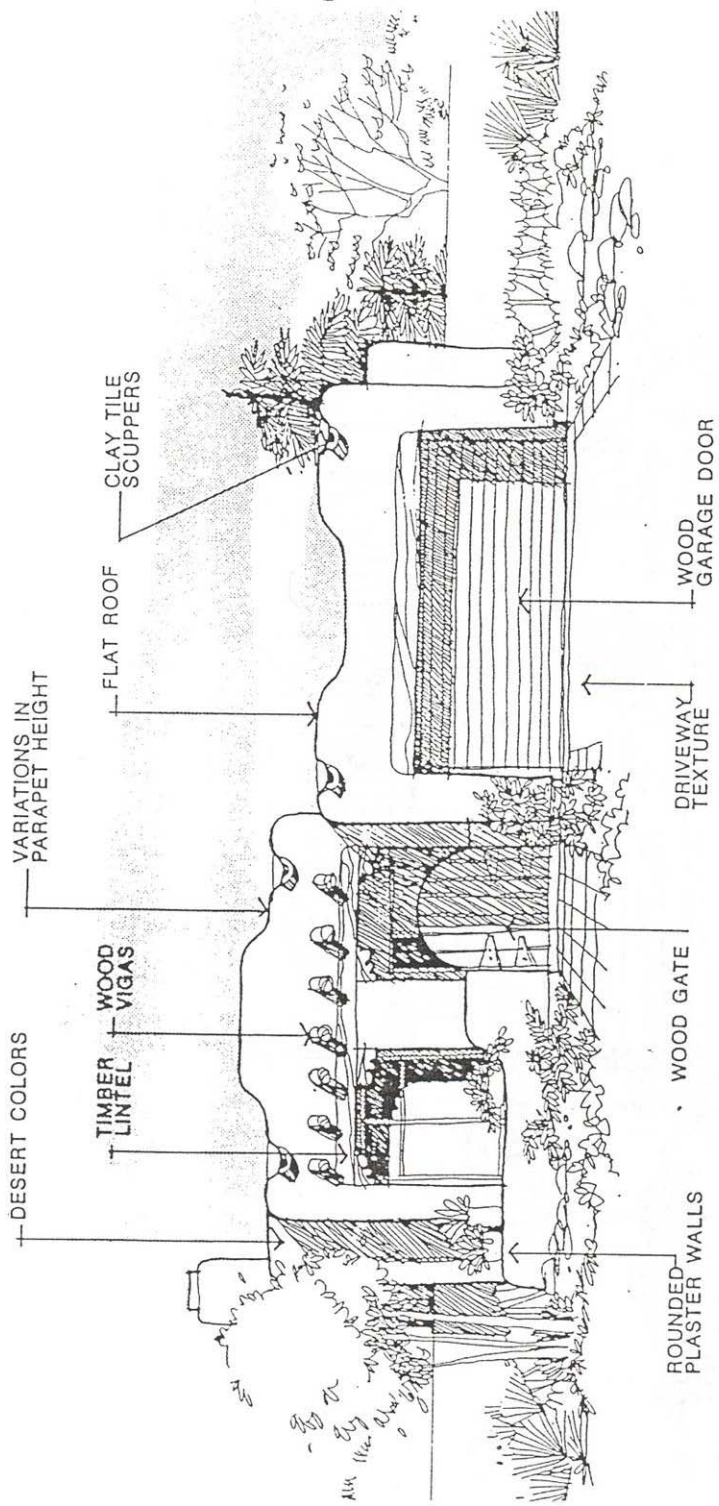 DESERT COLORS
TIMBER
LINTEL
WOOD
VIGAS
VARIATIONS IN
PARAPET HEIGHT
FLAT ROOF
CLAY TILE
SCUPPERS
ROUNDED
PLASTER WALLS
WOOD GATE
DRIVEWAY
TEXTURE
WOOD
GARAGE DOOR